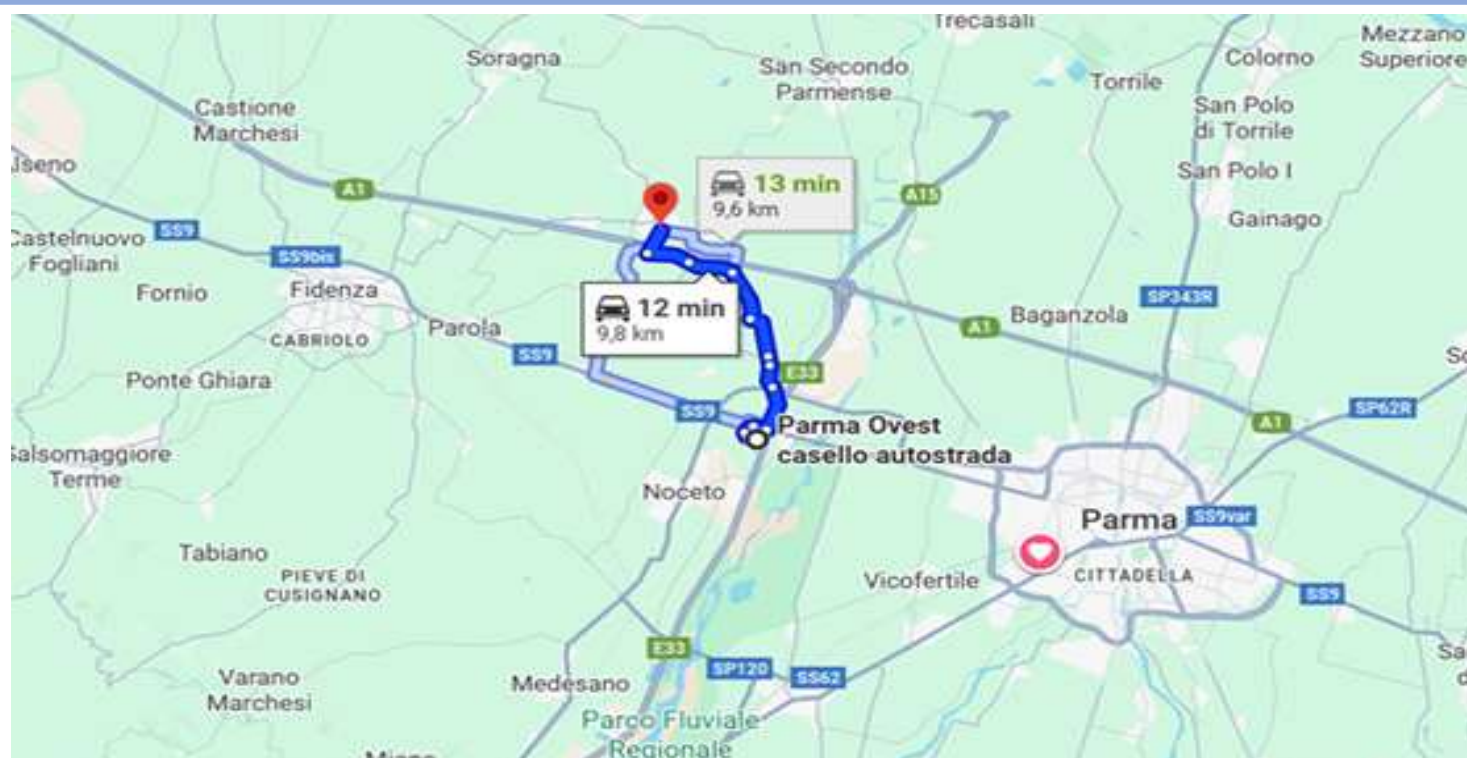 Trecasali
Mezzano
Superiore
Soragna
Colorno
San Secondo
Parmense
Torrile
Castione
Marchesi
San Polo
di Torrile
lseno
San Polo I
A1
13 min
9,6 km
A15
Gainago
Castelnuovo
Fogliani
SS9
SS9bis
Fornio
Fidenza
SP343R
12 min
9,8 km
Baganzola
A1
Parola
CABRIOLO
SS9
Ponte Ghiara
E33
SS9
SP62R
A1
Parma Ovest
casello autostrada
Salsomaggiore
Terme
Noceto
Parma
SS9var
Tabiano
PIEVE DI
CUSIGNANO
Vicofertile
CITTADELLA
SS9
E33
SP120
SS62
Varano
Marchesi
Medesano
Parco Fluviale
Regionale